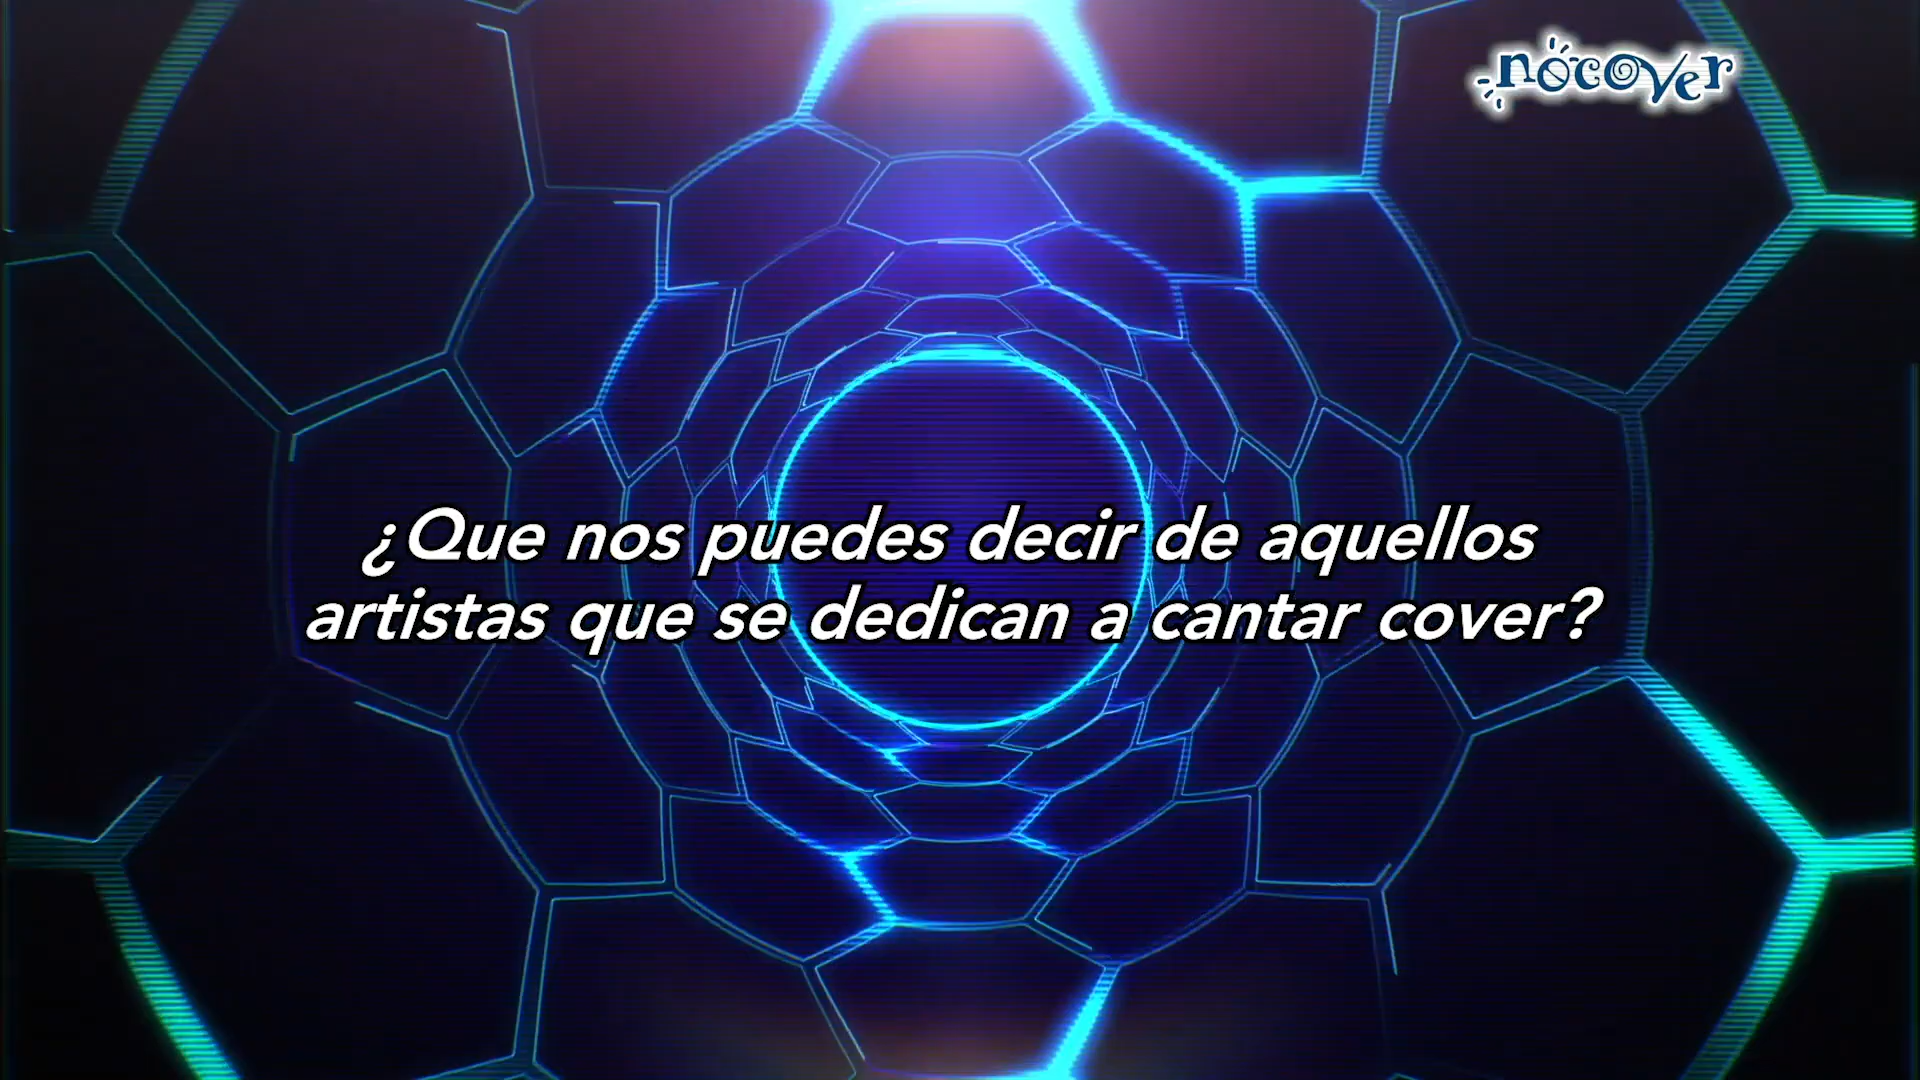 nocover
¿Que nos puedes decir de aquellos
artistas que se dedican a cantar cover?